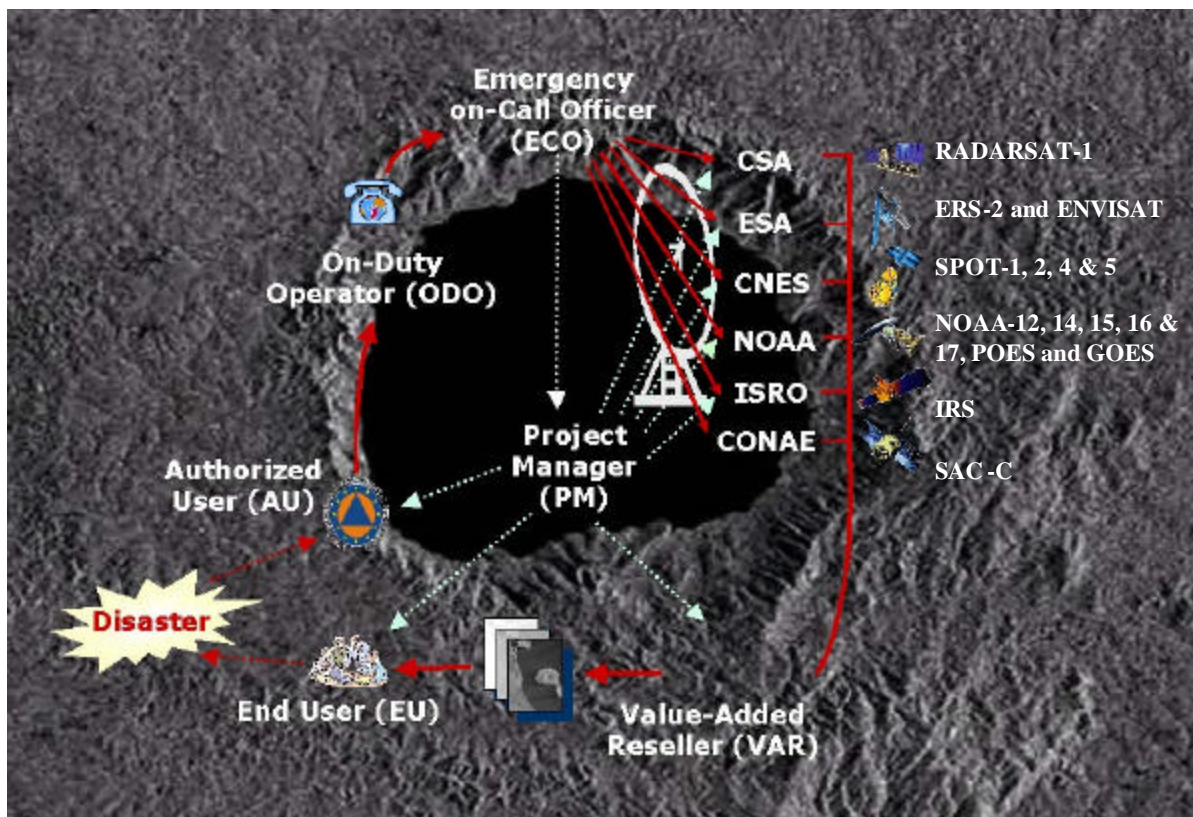 Emergency
on-Call Officer
(ECO)
CSA
RADARSAT-1
ESA
ERS-2 and ENVISAT
On-Duty
Operator (ODO)
CNES
SPOT-1, 2, 4 & 5
NOAA
NOAA-12, 14, 15, 16 &
17, POES and GOES
ISRO
IRS
CONAE
SAC -C
Project
Manager
(PM)
Authorized
User (AU)
Disaster
End User (EU)
Value-Added
Reseller (VAR)